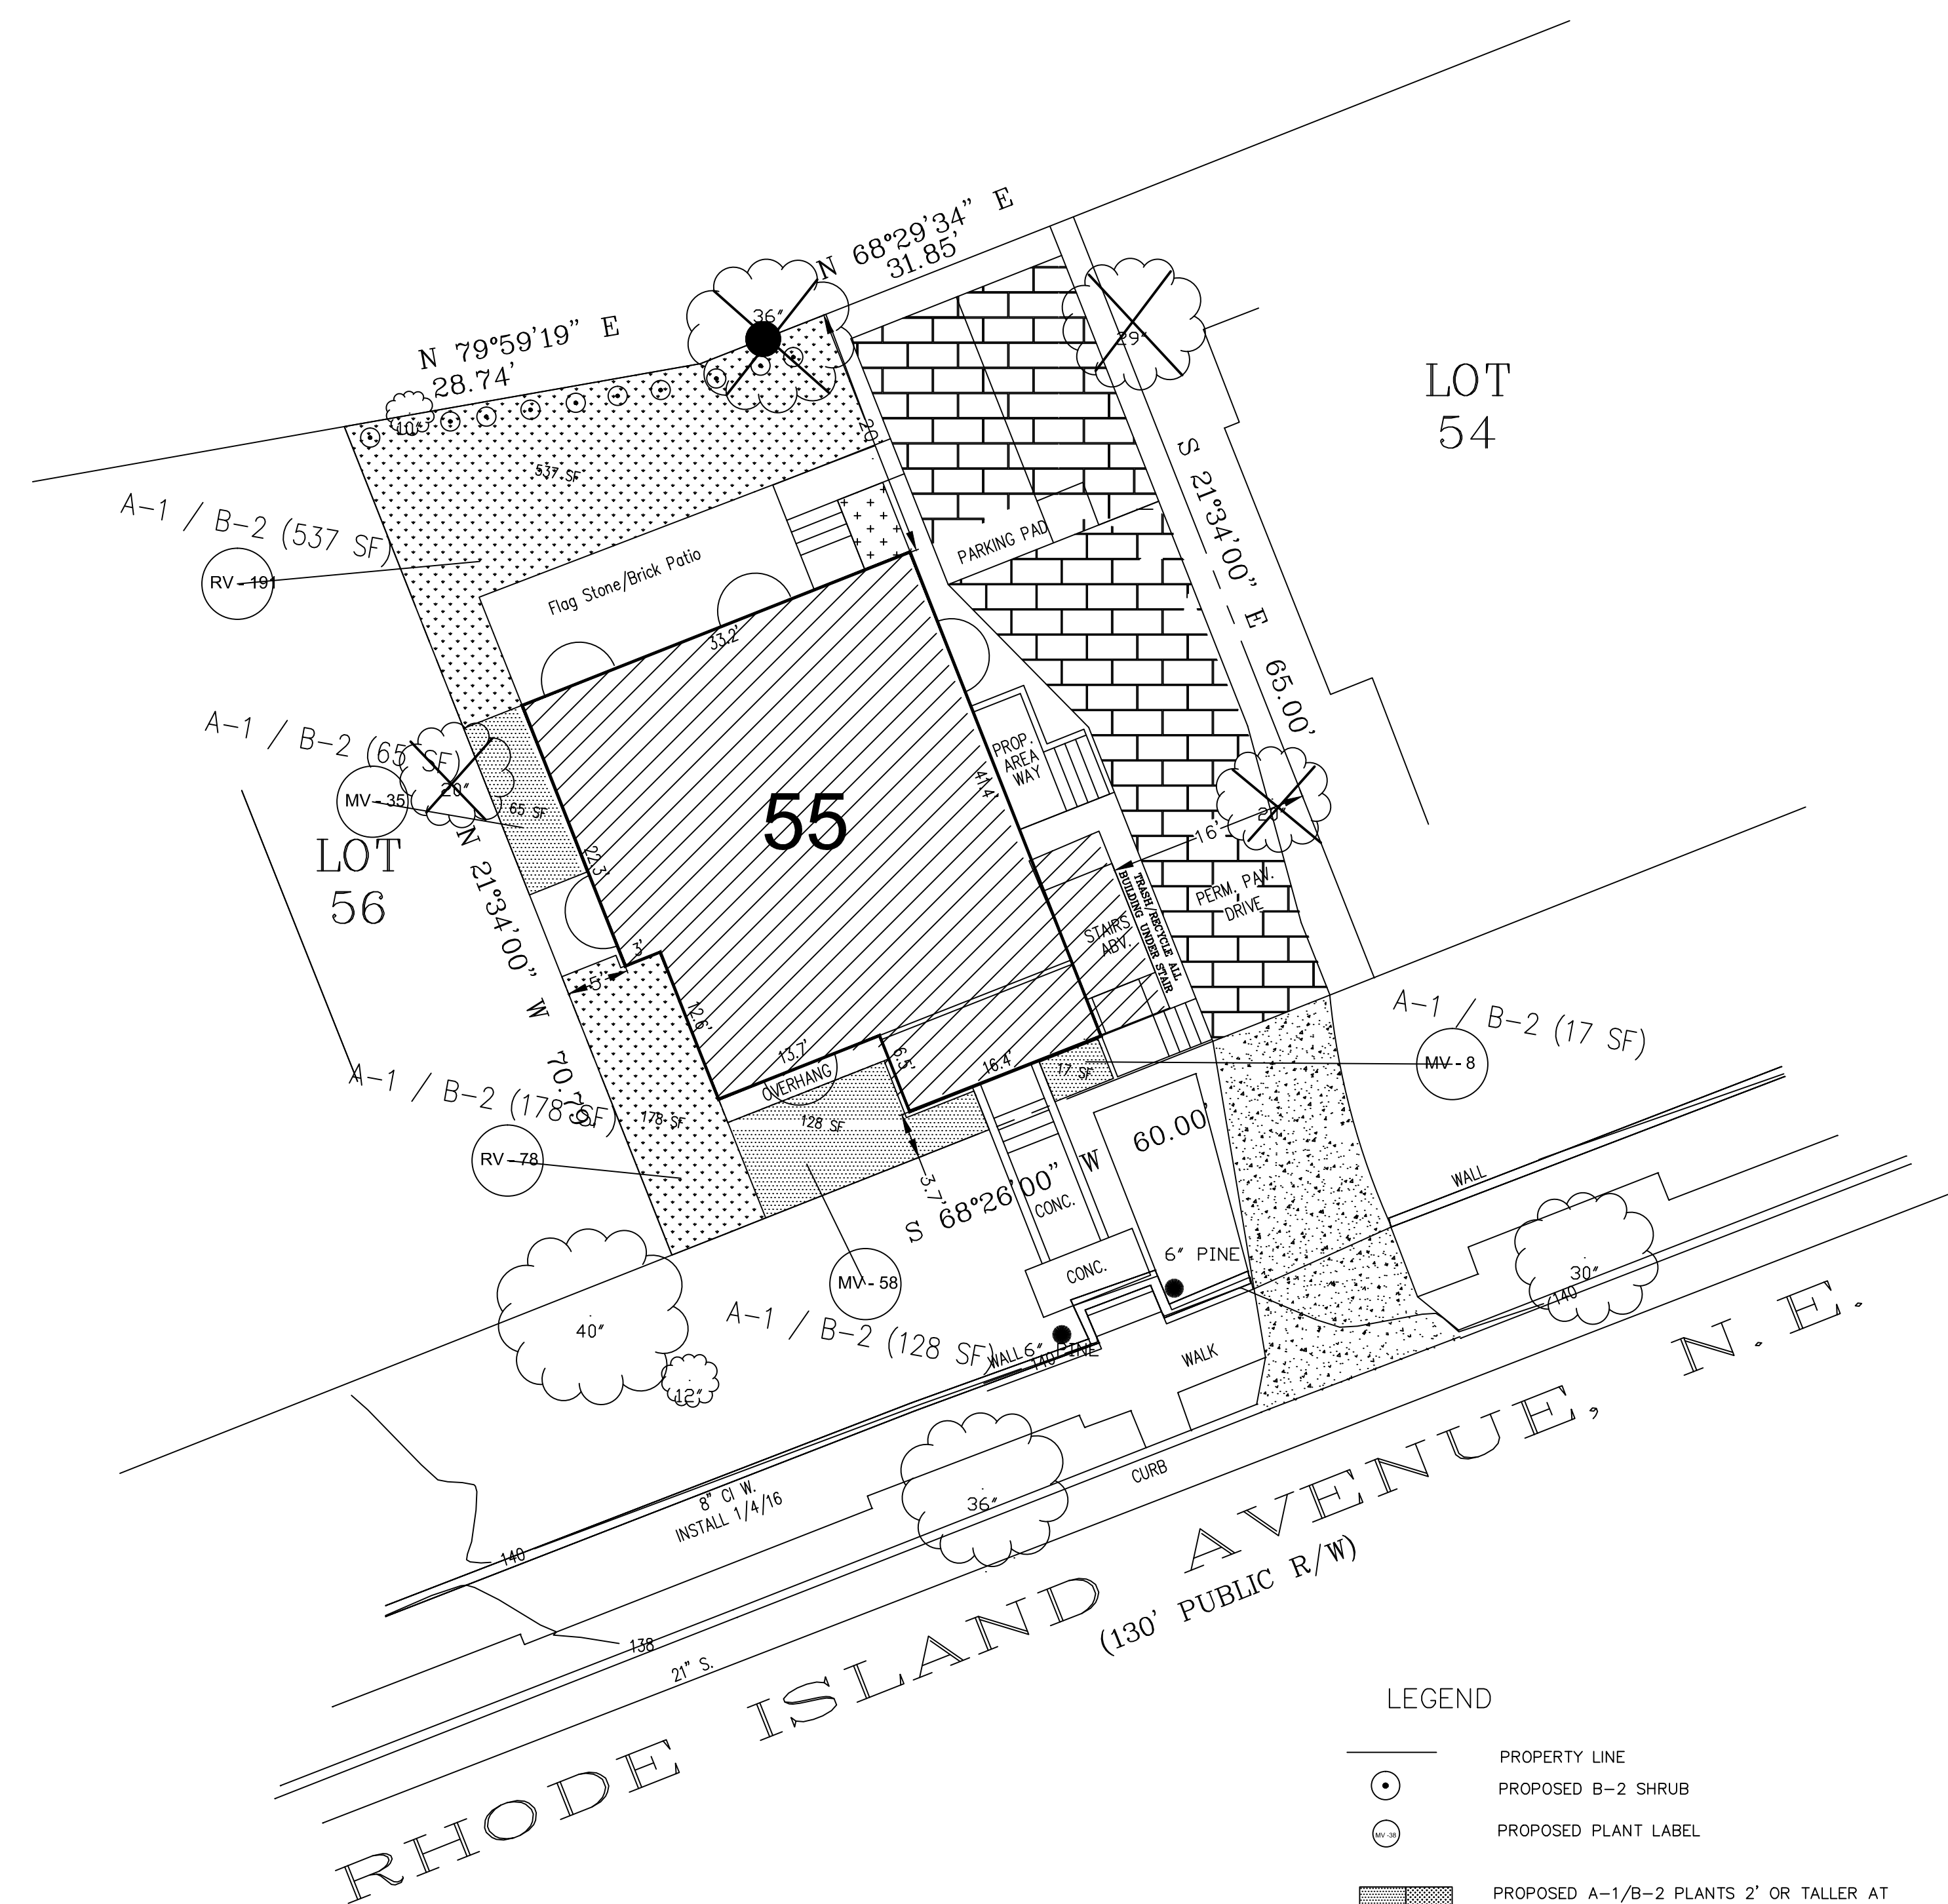 N 68°29'34" E
31.85'
N 79°59'19" E
28.74'
36"
29"
10"
LOT
54
537 SF
20'
A-1 / B-2 (537 SF)
RV - 191
Flag Stone/Brick Patio
PARKING PAD
S 21°34'00" E 65.00'
33.2'
A-1 / B-2 (65 SF)
MV - 35
20"
65 SF
LOT
56
N 21°34'00" W 70.79'
22.3'
55
41.4'
PROP.
AREA
WAY
20"
16'
PERM. PAV.
DRIVE
TRASH/RECYCLE ALL
BUILDING UNDER STAIR
STAIRS
ABV.
3'
5'
12.6'
13.7'
OVERHANG
6.5'
16.4'
17 SF
A-1 / B-2 (17 SF)
MV - 8
A-1 / B-2 (178 SF)
178 SF
RV - 78
128 SF
3.7'
S 68°26'00" W 60.00'
CONC.
CONC.
MV - 58
A-1 / B-2 (128 SF)
6" PINE
WALL
6" PINE
140
WALK
WALL
30"
140
40"
12"
36"
CURB
8" CI W.
INSTALL 1/4/16
140
138
21" S.
RHODE ISLAND AVENUE, N.E.
(130' PUBLIC R/W)
LEGEND
PROPERTY LINE
PROPOSED B-2 SHRUB
MV -38
PROPOSED PLANT LABEL
PROPOSED A-1/B-2 PLANTS 2' OR TALLER AT